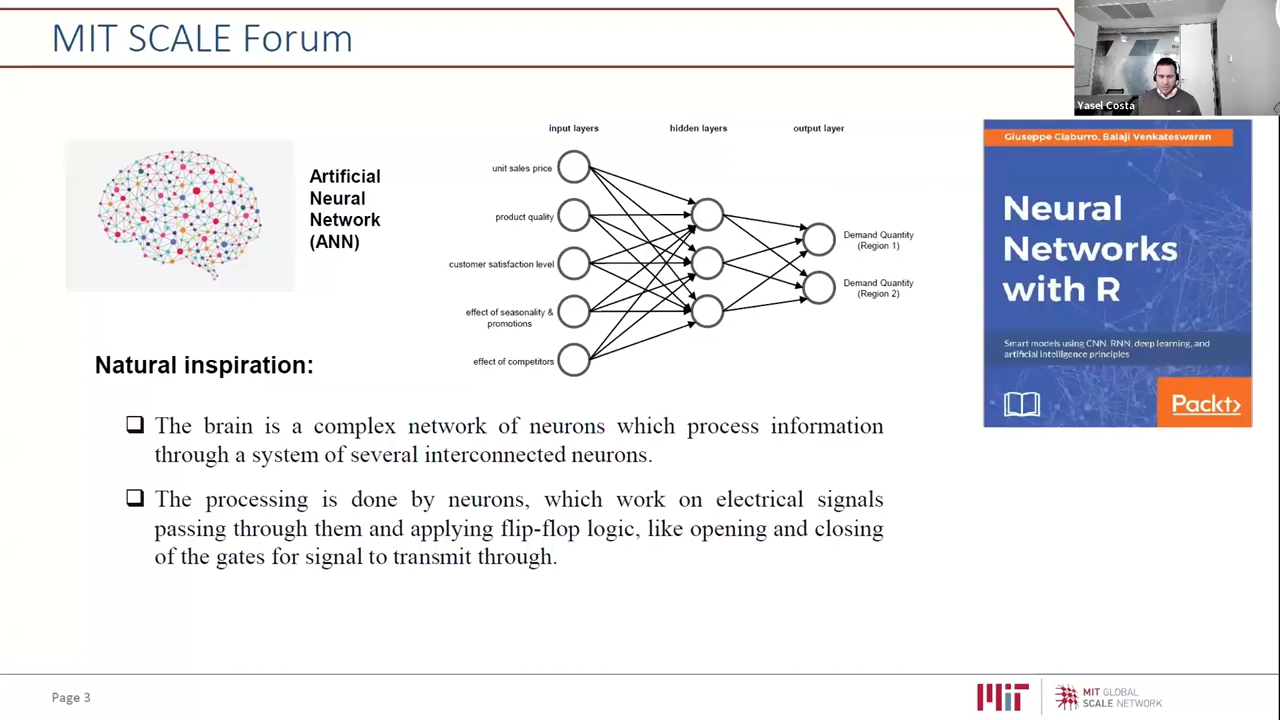 MIT SCALE Forum
Yasel Costa
Artificial
Neural
Network
(ANN)
input layers
hidden layers
output layer
unit sales price
product quality
customer satisfaction level
effect of seasonality &
promotions
effect of competitors
Demand Quantity
(Region 1)
Demand Quantity
(Region 2)
Giuseppe Ciaburro, Balaji Venkateswaran
Neural
Networks
with R
Smart models using CNN, RNN, deep learning, and
artificial intelligence principles
Packt>
Natural inspiration:
The brain is a complex network of neurons which process information
through a system of several interconnected neurons.
The processing is done by neurons, which work on electrical signals
passing through them and applying flip-flop logic, like opening and closing
of the gates for signal to transmit through.
Page 3
MIT
MIT GLOBAL
SCALE NETWORK